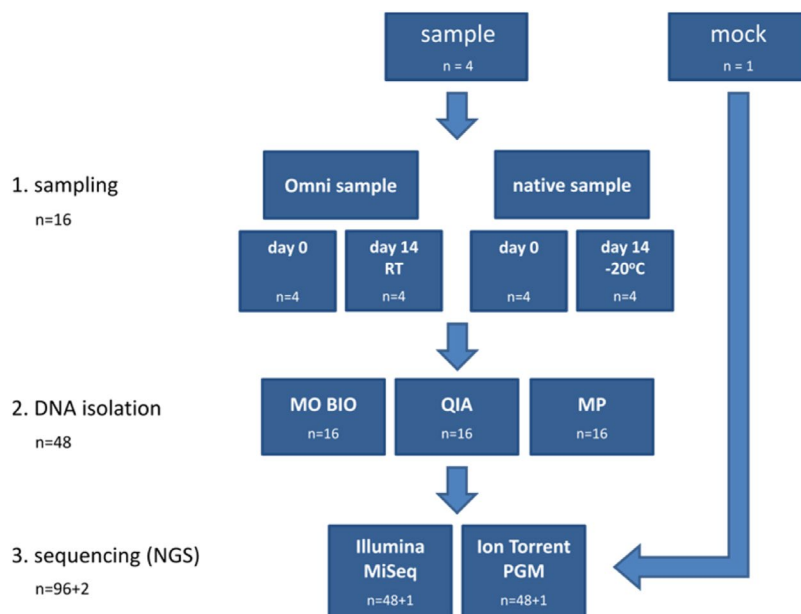 sample
n = 4
mock
n = 1
1. sampling
n=16
Omni sample
native sample
day 0
n=4
day 14
RT
n=4
day 0
n=4
day 14
-20°C
n=4
2. DNA isolation
n=48
MO BIO
n=16
QIA
n=16
MP
n=16
3. sequencing (NGS)
n=96+2
Illumina
MiSeq
n=48+1
Ion Torrent
PGM
n=48+1